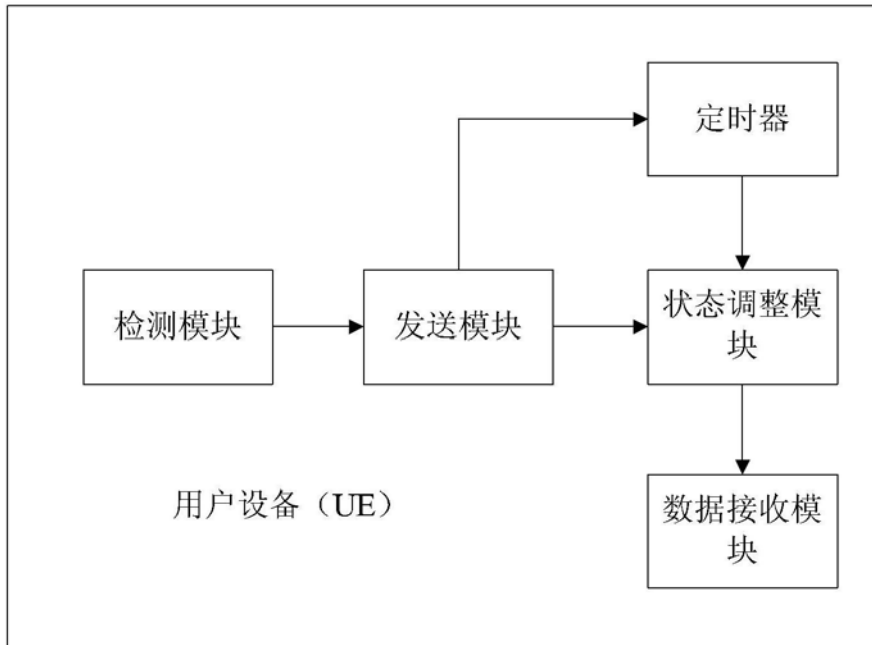 定时器
检测模块
发送模块
状态调整模
块
用户设备（UE）
数据接收模
块